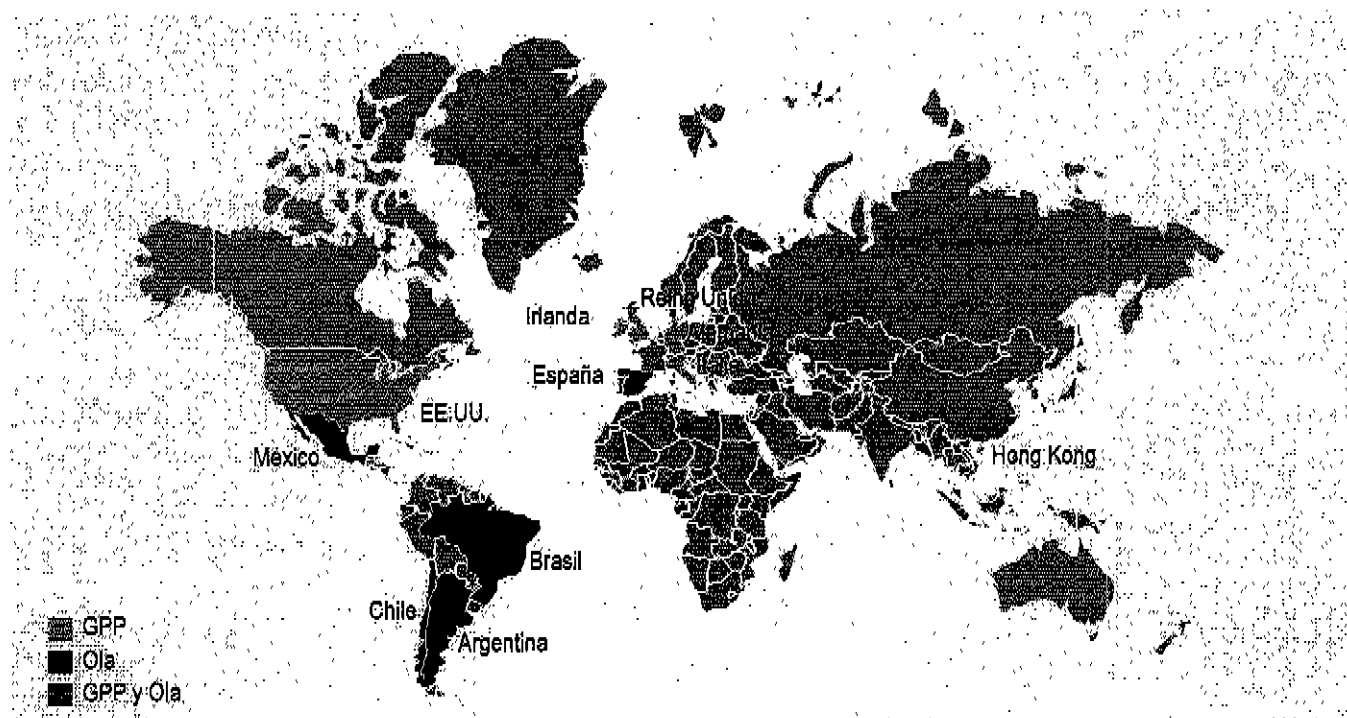 Reino Unido
Irlanda
España
EE.UU.
México
Hong Kong
Brasil
Chile
Argentina
GPP
Ola
GPP y Ola